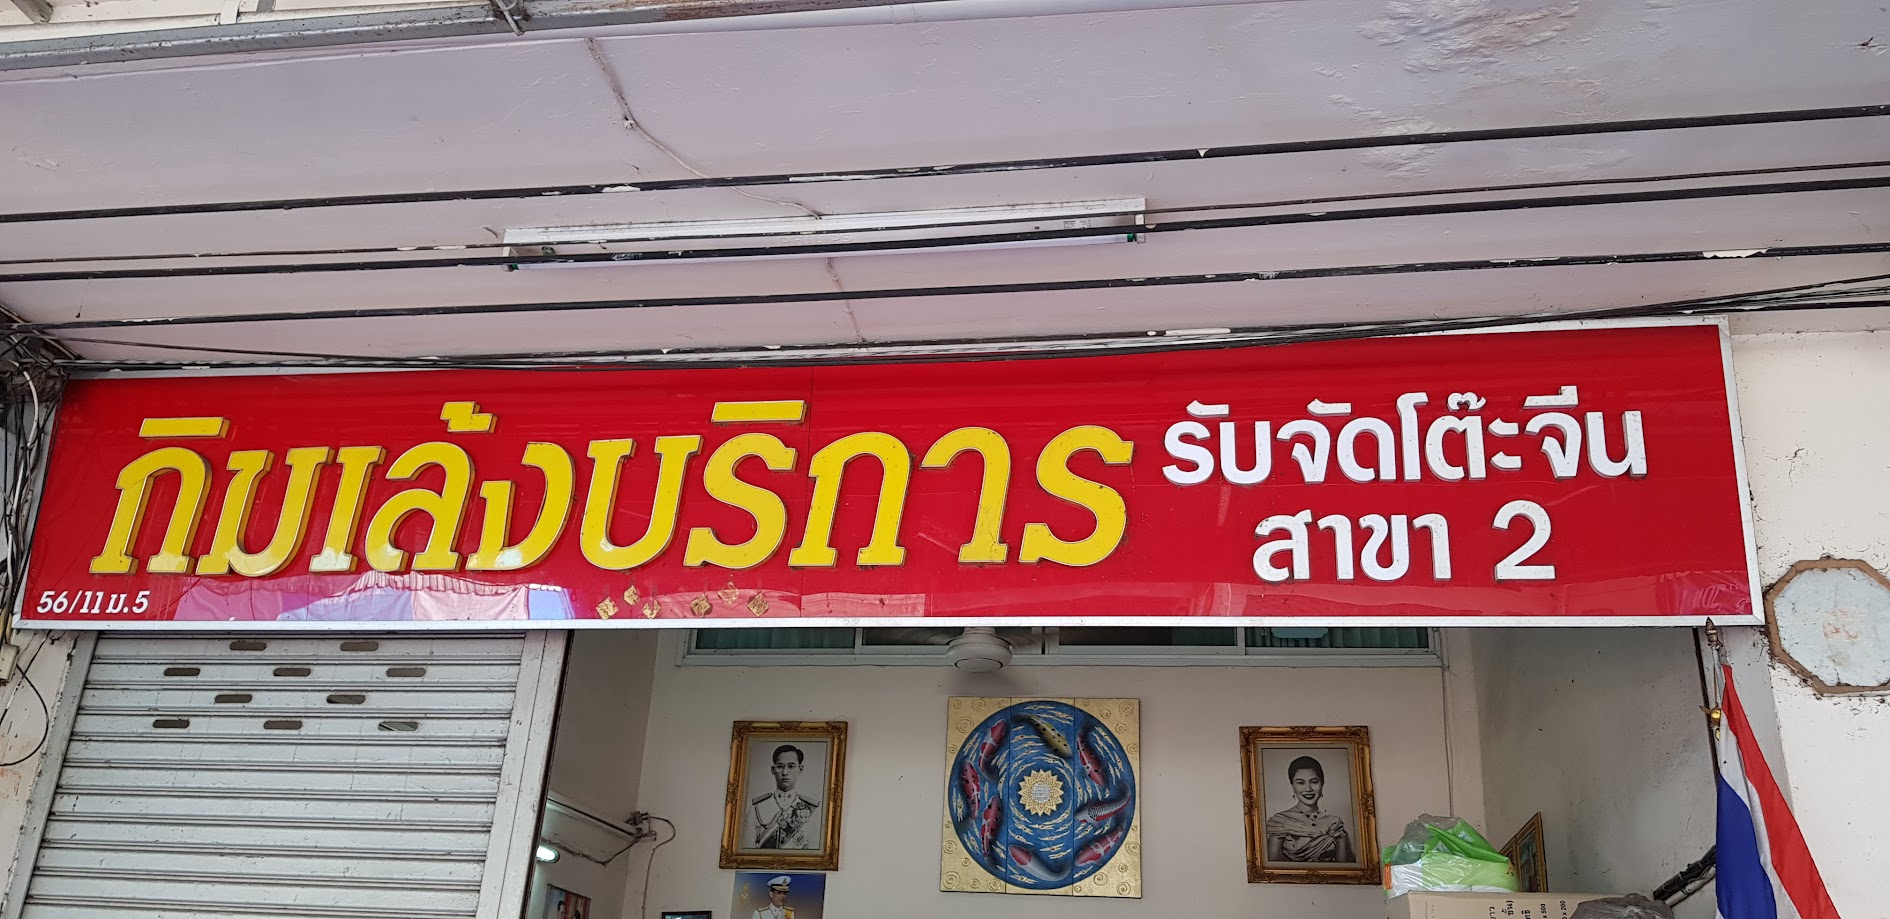 กิมเล้งบริการ
รับจัดโต๊ะจีน
สาขา 2
56/11 ม.5